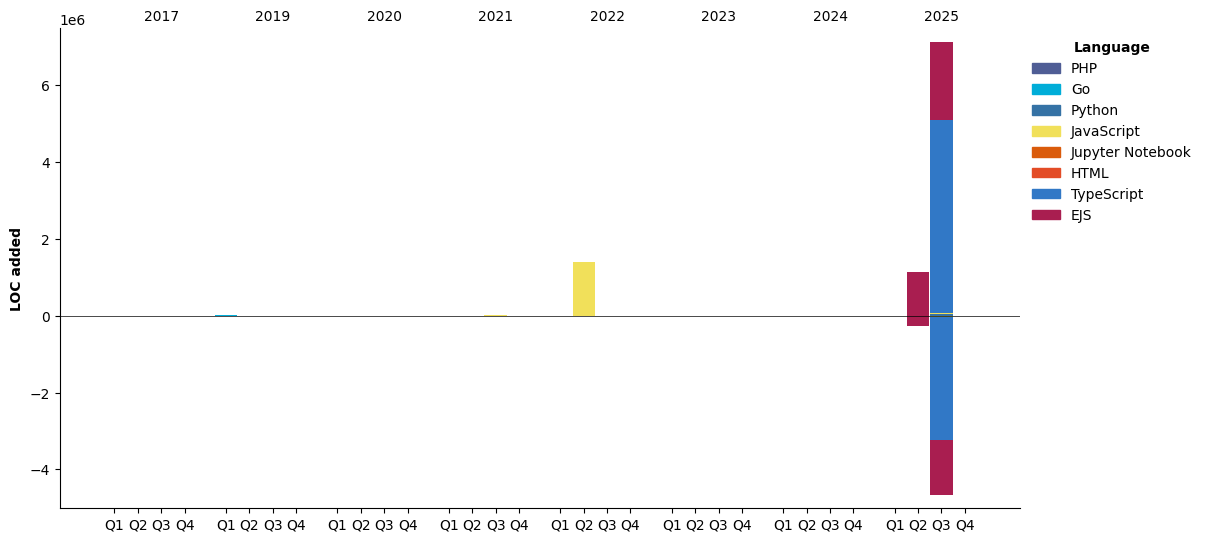 1e6
2017 2019 2020 2021 2022 2023 2024 2025
LOC added
6
4
2
0
−2
−4
Q1 Q2 Q3 Q4 Q1 Q2 Q3 Q4 Q1 Q2 Q3 Q4 Q1 Q2 Q3 Q4 Q1 Q2 Q3 Q4 Q1 Q2 Q3 Q4 Q1 Q2 Q3 Q4 Q1 Q2 Q3 Q4
Language
PHP
Go
Python
JavaScript
Jupyter Notebook
HTML
TypeScript
EJS